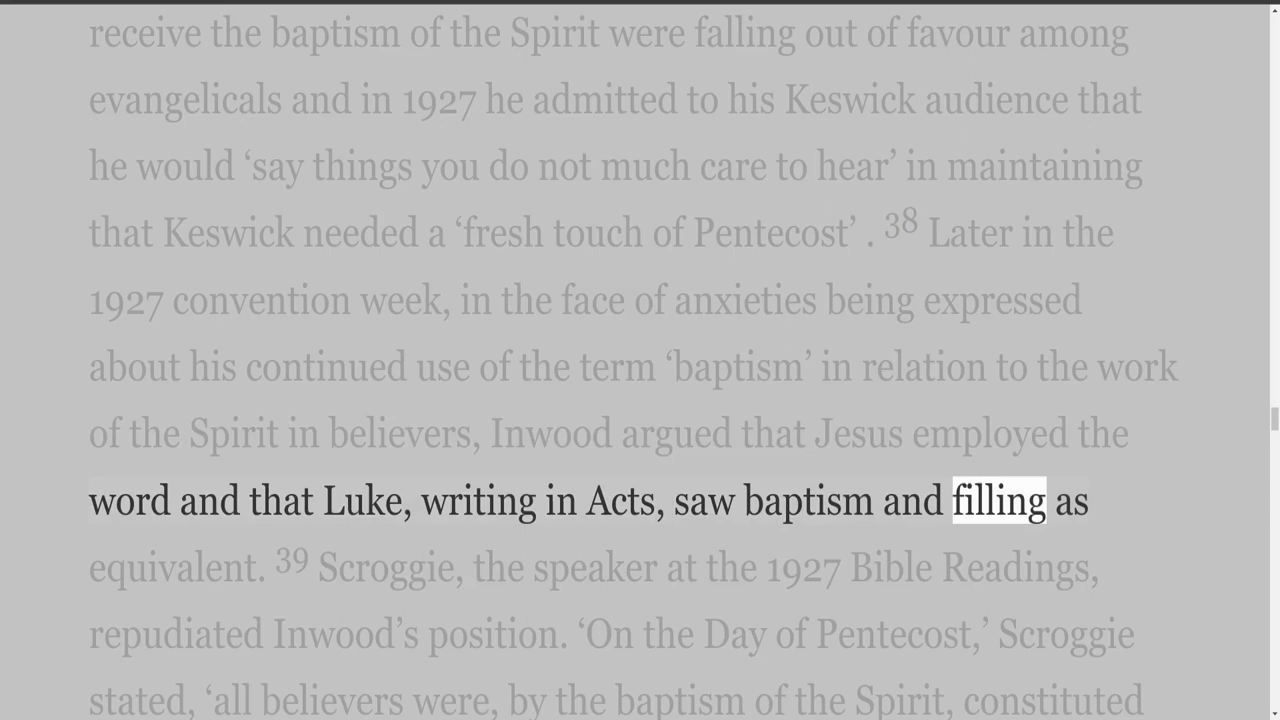 receive the baptism of the Spirit were falling out of favour among
evangelicals and in 1927 he admitted to his Keswick audience that
he would ‘say things you do not much care to hear’ in maintaining
that Keswick needed a ‘fresh touch of Pentecost’ . 38 Later in the
1927 convention week, in the face of anxieties being expressed
about his continued use of the term ‘baptism’ in relation to the work
of the Spirit in believers, Inwood argued that Jesus employed the
word and that Luke, writing in Acts, saw baptism and filling as
equivalent. 39 Scroggie, the speaker at the 1927 Bible Readings,
repudiated Inwood’s position. ‘On the Day of Pentecost,’ Scroggie
stated, ‘all believers were, by the baptism of the Spirit, constituted